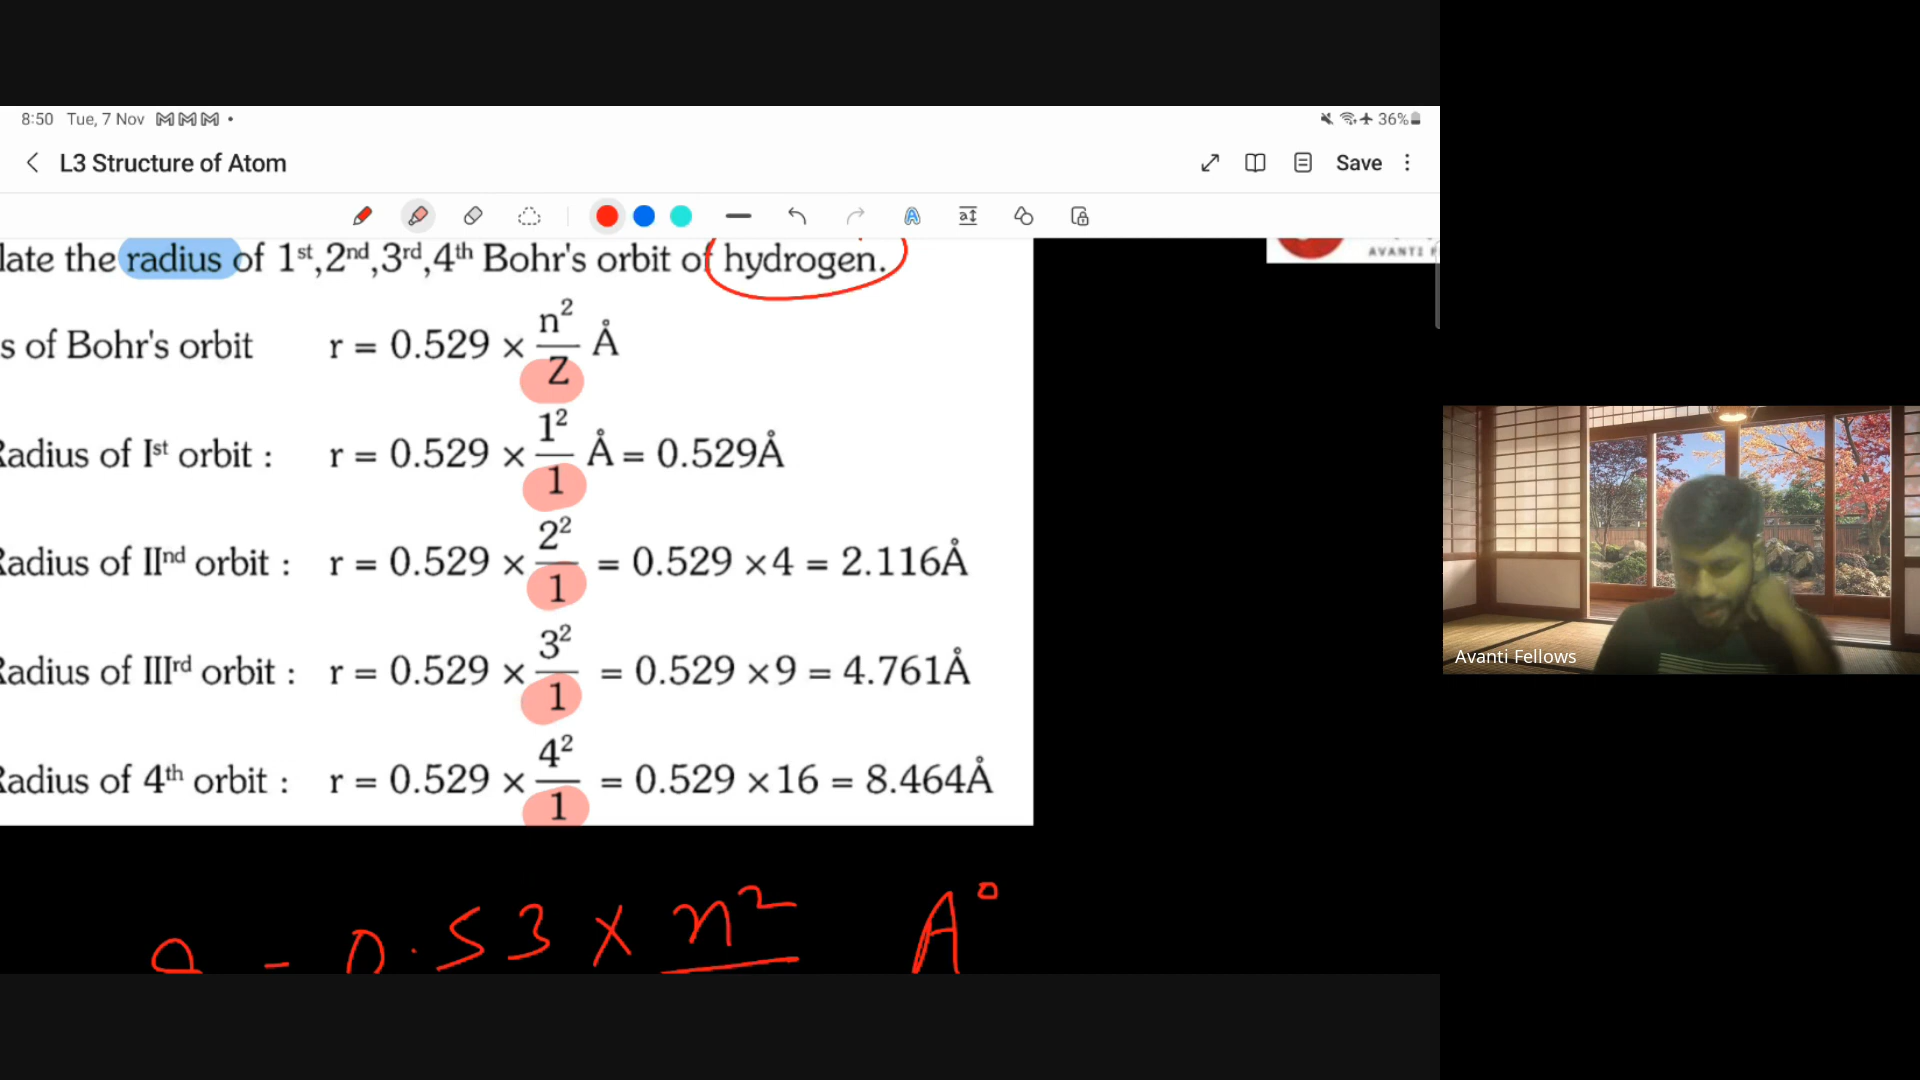 8:50 Tue, 7 Nov
36%
L3 Structure of Atom
Save
late the radius of 1st,2nd,3rd,4th Bohr's orbit of hydrogen.
AVANTI F
s of Bohr's orbit r = 0.529 × n²/Z Å
Radius of Ist orbit : r = 0.529 × 1²/1 Å = 0.529Å
Radius of IInd orbit : r = 0.529 × 2²/1 = 0.529 ×4 = 2.116Å
Radius of IIIrd orbit : r = 0.529 × 3²/1 = 0.529 ×9 = 4.761Å
Radius of 4th orbit : r = 0.529 × 4²/1 = 0.529 ×16 = 8.464Å
0.53 × n² A°
Avanti Fellows